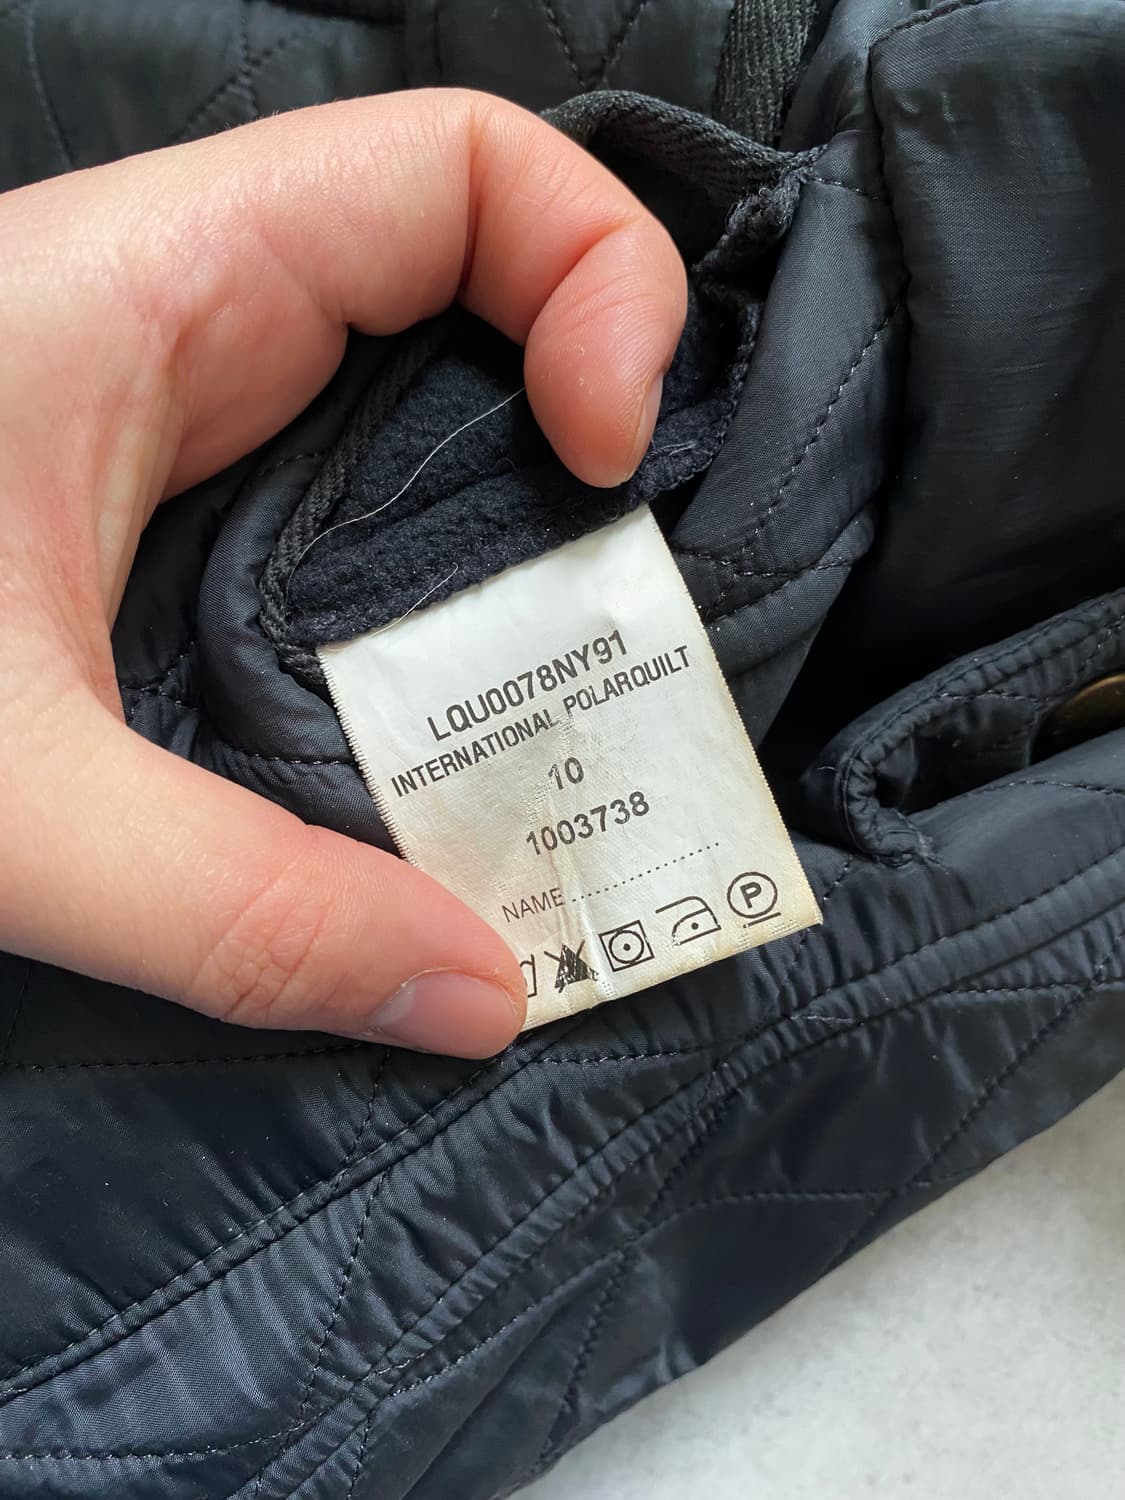 LQU0078NY91
INTERNATIONAL POLARQUILT
10
1003738
NAME ....................
P